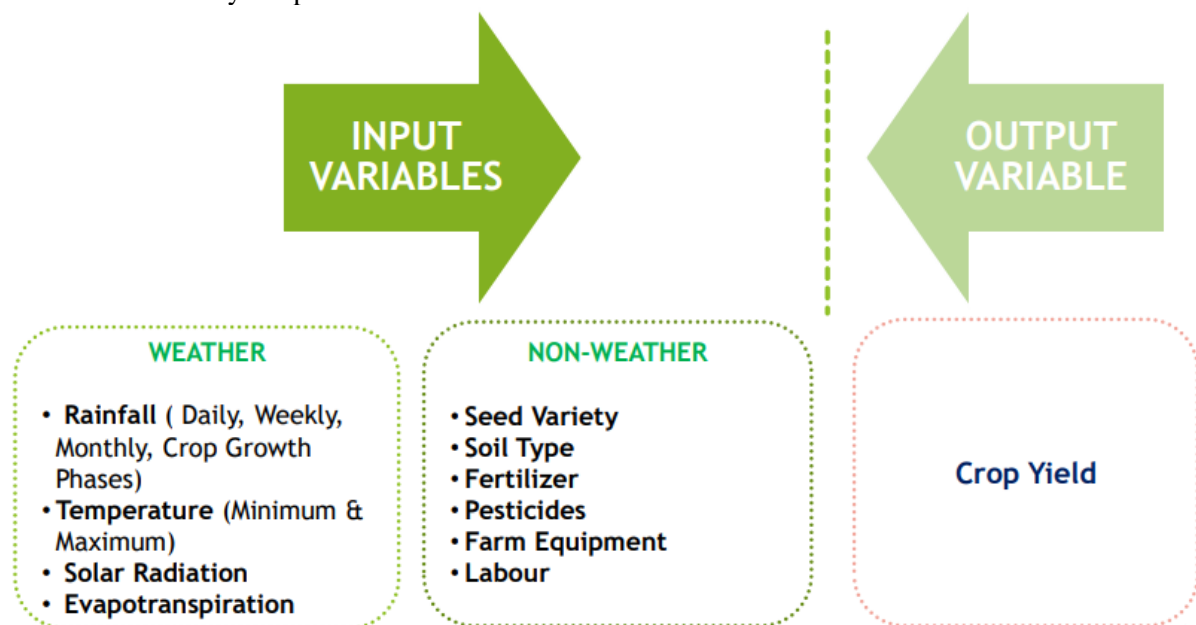 INPUT
VARIABLES
OUTPUT
VARIABLE
WEATHER
• Rainfall ( Daily, Weekly,
Monthly, Crop Growth
Phases)
• Temperature (Minimum &
Maximum)
• Solar Radiation
• Evapotranspiration
NON-WEATHER
• Seed Variety
• Soil Type
• Fertilizer
• Pesticides
• Farm Equipment
• Labour
Crop Yield